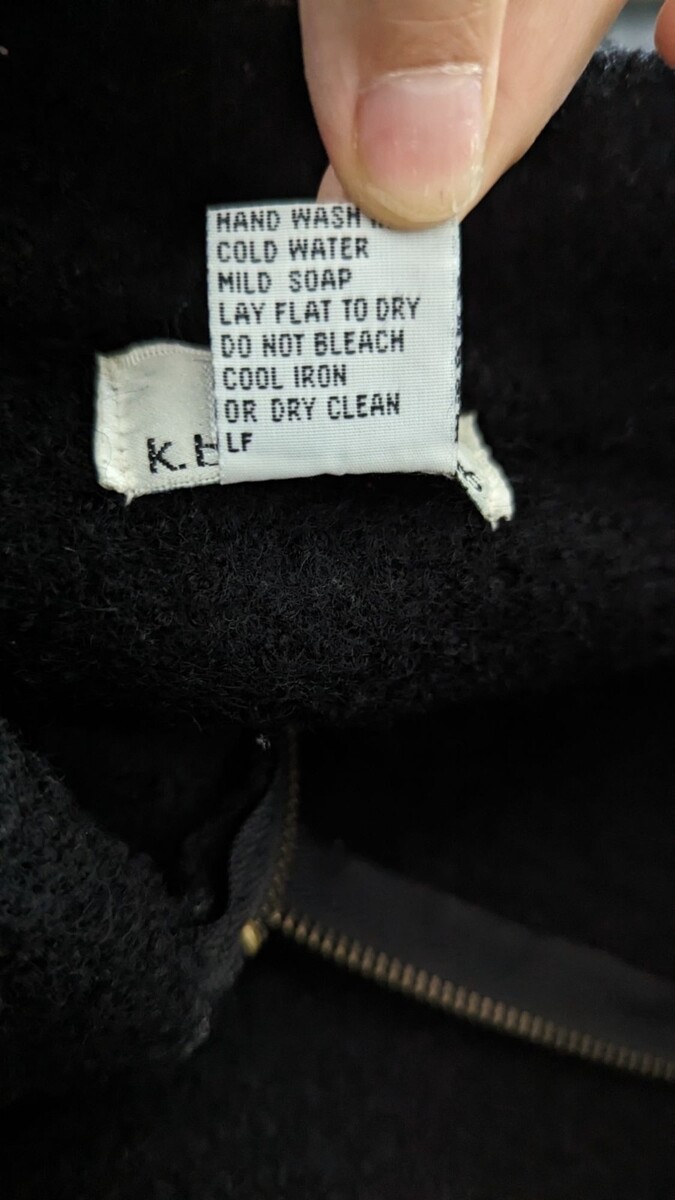 HAND WASH
COLD WATER
MILD SOAP
LAY FLAT TO DRY
DO NOT BLEACH
COOL IRON
OR DRY CLEAN
LF
K.